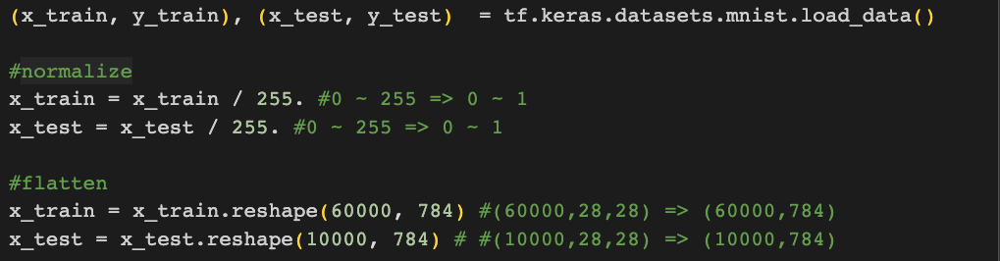 (x_train, y_train), (x_test, y_test)  = tf.keras.datasets.mnist.load_data()
#normalize
x_train = x_train / 255. #0 ~ 255 => 0 ~ 1
x_test = x_test / 255. #0 ~ 255 => 0 ~ 1
#flatten
x_train = x_train.reshape(60000, 784) #(60000,28,28) => (60000,784)
x_test = x_test.reshape(10000, 784) # #(10000,28,28) => (10000,784)